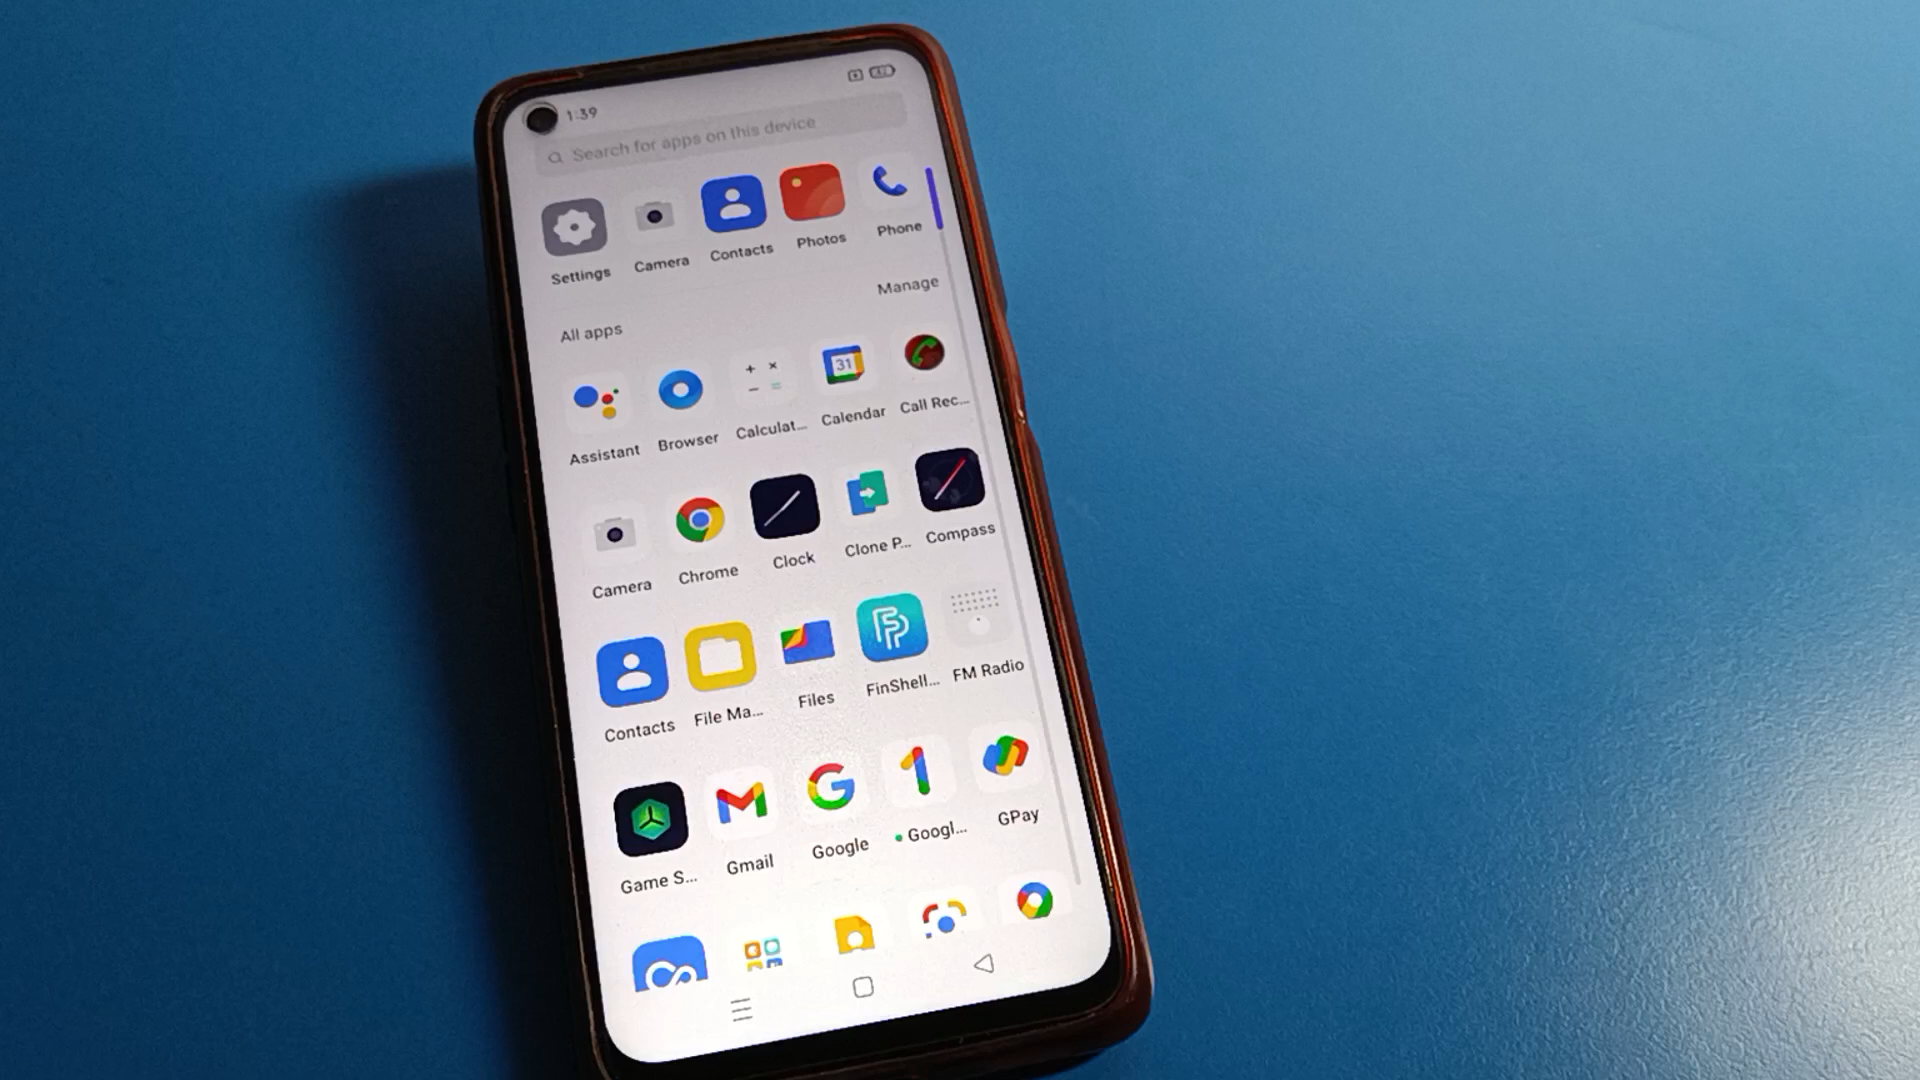 1:39
Search for apps on this device
Settings Camera Contacts Photos Phone
Manage
All apps
31
Assistant Browser Calculat... Calendar Call Rec...
Camera Chrome Clock Clone P... Compass
Contacts File Ma... Files FinShell... FM Radio
Game S... Gmail Google Googl... GPay